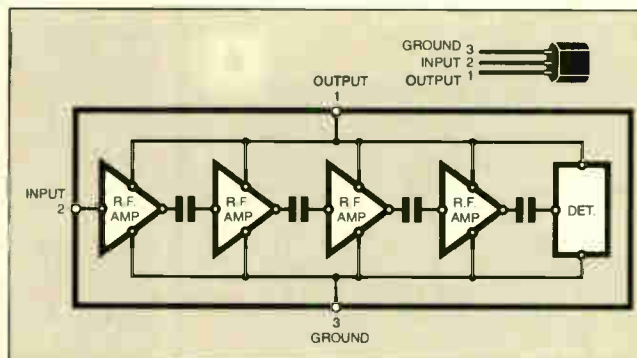 GROUND 3
INPUT 2
OUTPUT 1
OUTPUT
1
INPUT
2
R.F.
AMP
R.F.
AMP
R.F.
AMP
R.F.
AMP
DET.
3
GROUND